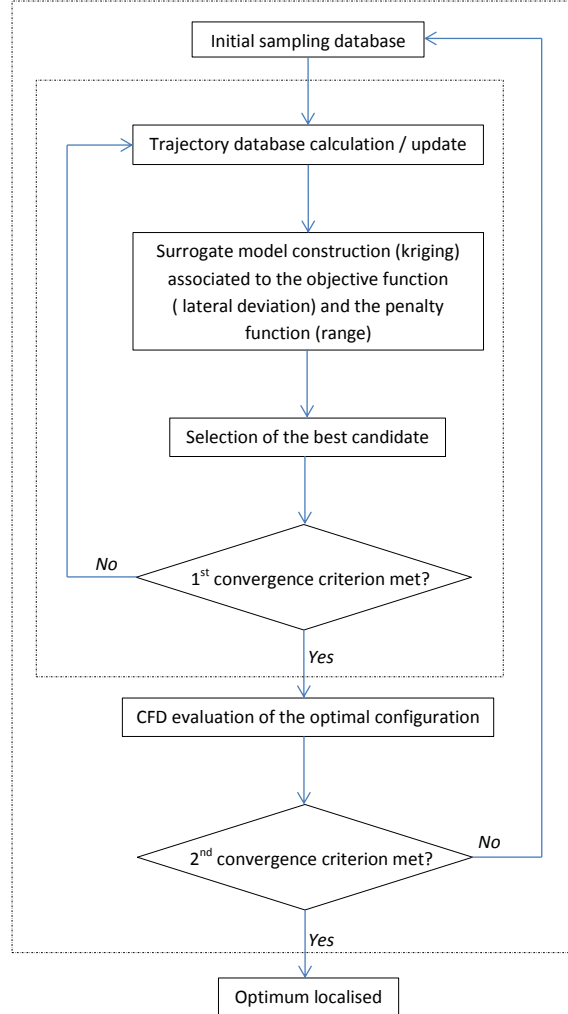 Initial sampling database
Trajectory database calculation / update
Surrogate model construction (kriging)
associated to the objective function
( lateral deviation) and the penalty
function (range)
Selection of the best candidate
No
1st convergence criterion met?
Yes
CFD evaluation of the optimal configuration
No
2nd convergence criterion met?
Yes
Optimum localised